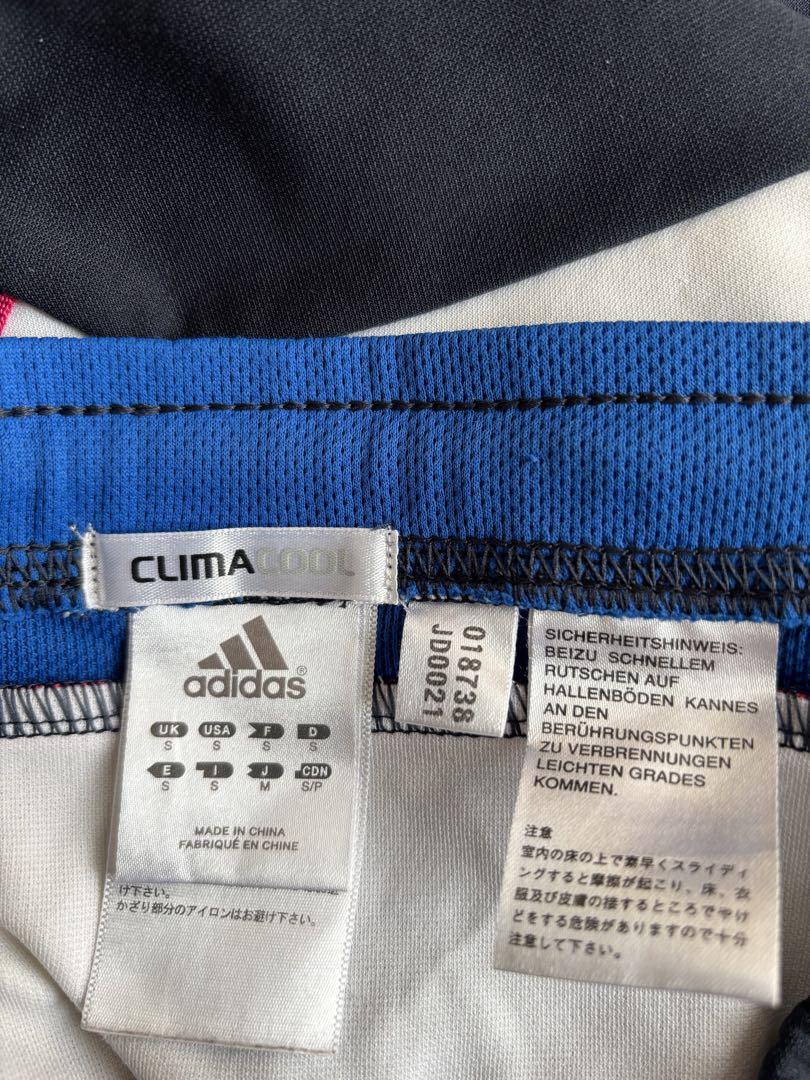 CLIMACOOL
adidas®
UK USA F D
S S S S
E I J CDN
S S M S/P
MADE IN CHINA
FABRIQUÉ EN CHINE
け下さい。
かざり部分のアイロンはお避け下さい。
018738
JD0021
SICHERHEITSHINWEIS:
BEIZU SCHNELLEM
RUTSCHEN AUF
HALLENBÖDEN KANNES
AN DEN
BERÜHRUNGSPUNKTEN
ZU VERBRENNUNGEN
LEICHTEN GRADES
KOMMEN.
注意
室内の床の上で素早くスライディ
ングすると摩擦が起こり、床、衣
服及び皮膚の接するところでやけ
どをする危険がありますので十分
注意して下さい。